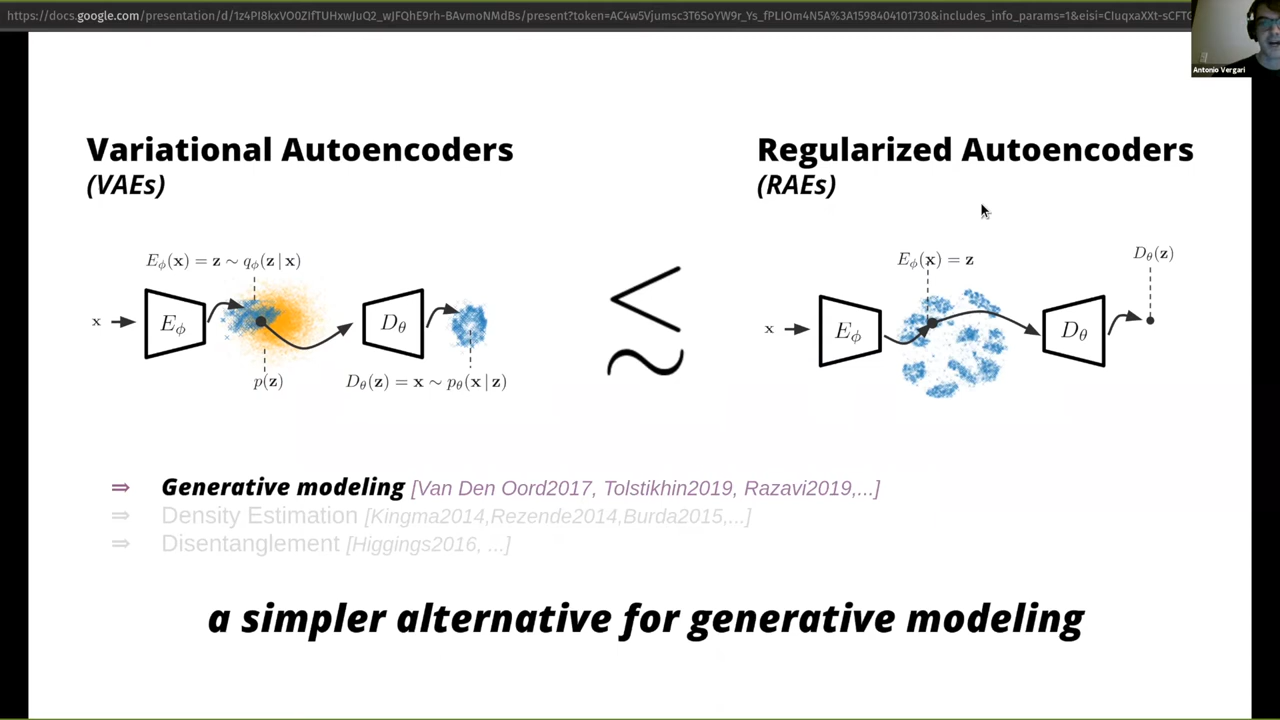 https://docs.google.com/presentation/d/1z4PI8kxVO0ZIfTUHxwJuQ2_wJFQhE9rh-BAvmoNMdBs/present?token=AC4w5Vjumsc3T6SoYW9r_Ys_fPLIOm4N5A%3A1598404101730&includes_info_params=1&eisi=CIuqxaXXt-sCFTG
Antonio Vergari
Variational Autoencoders
(VAEs)
Regularized Autoencoders
(RAEs)
E_ϕ(x) = z ∼ q_ϕ(z | x)
x
E_ϕ
D_θ
p(z)
D_θ(z) = x ∼ p_θ(x | z)
<
∼
E_ϕ(x) = z
D_θ(z)
x
E_ϕ
D_θ
⇒ Generative modeling [Van Den Oord2017, Tolstikhin2019, Razavi2019,...]
⇒ Density Estimation [Kingma2014,Rezende2014,Burda2015,...]
⇒ Disentanglement [Higgings2016, ...]
a simpler alternative for generative modeling